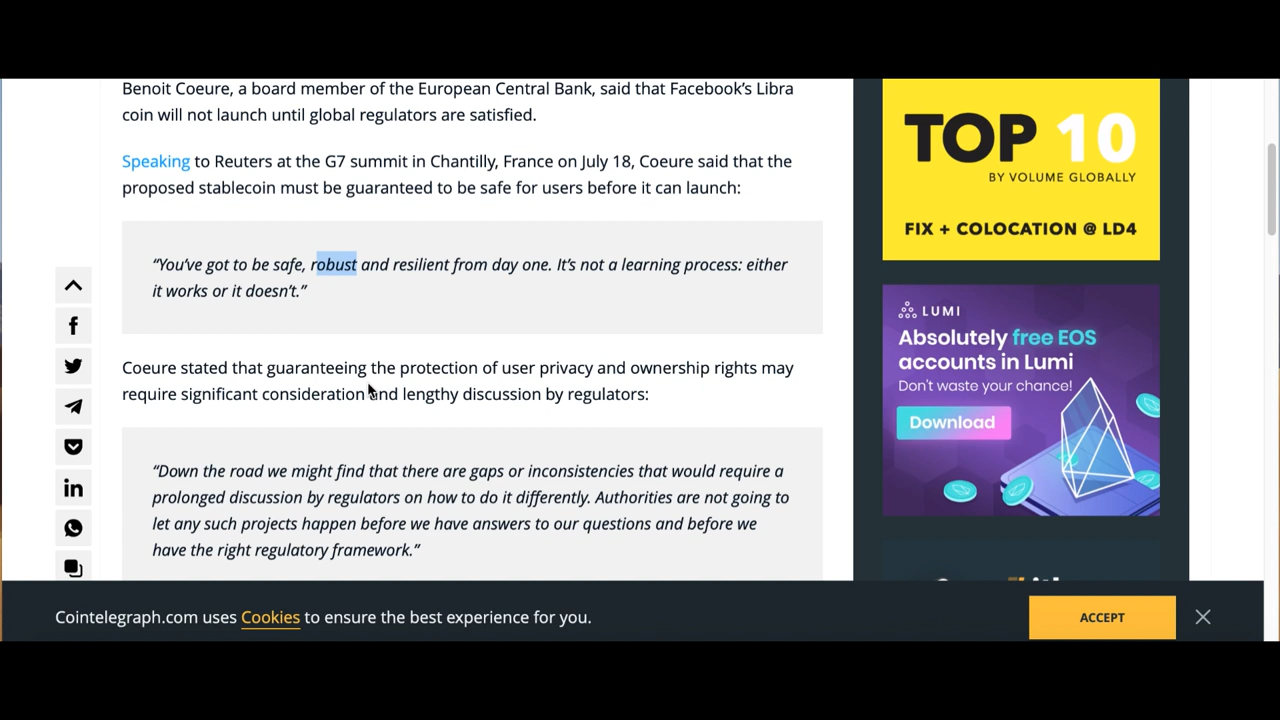 Benoit Coeure, a board member of the European Central Bank, said that Facebook's Libra
coin will not launch until global regulators are satisfied.
Speaking to Reuters at the G7 summit in Chantilly, France on July 18, Coeure said that the
proposed stablecoin must be guaranteed to be safe for users before it can launch:
“You’ve got to be safe, robust and resilient from day one. It’s not a learning process: either
it works or it doesn’t.”
Coeure stated that guaranteeing the protection of user privacy and ownership rights may
require significant consideration and lengthy discussion by regulators:
“Down the road we might find that there are gaps or inconsistencies that would require a
prolonged discussion by regulators on how to do it differently. Authorities are not going to
let any such projects happen before we have answers to our questions and before we
have the right regulatory framework.”
TOP 10
BY VOLUME GLOBALLY
FIX + COLOCATION @ LD4
LUMI
Absolutely free EOS
accounts in Lumi
Don't waste your chance!
Download
Cointelegraph.com uses Cookies to ensure the best experience for you.
ACCEPT